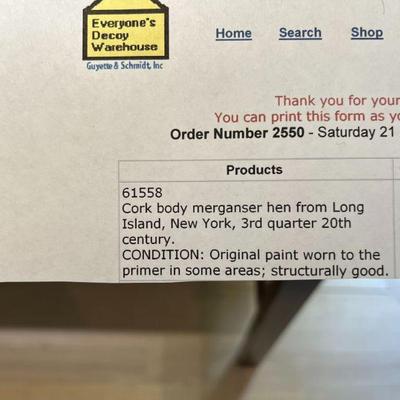 Everyone's
Decoy
Warehouse
Guyette & Schmidt, Inc
Home Search Shop
Thank you for your
You can print this form as yo
Order Number 2550 - Saturday 21
Products
61558
Cork body merganser hen from Long
Island, New York, 3rd quarter 20th
century.
CONDITION: Original paint worn to the
primer in some areas; structurally good.